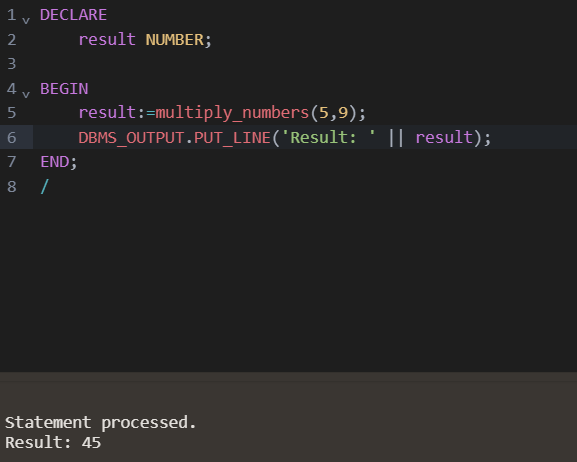 1 DECLARE
2 result NUMBER;
3
4 BEGIN
5 result:=multiply_numbers(5,9);
6 DBMS_OUTPUT.PUT_LINE('Result: ' || result);
7 END;
8 /
Statement processed.
Result: 45